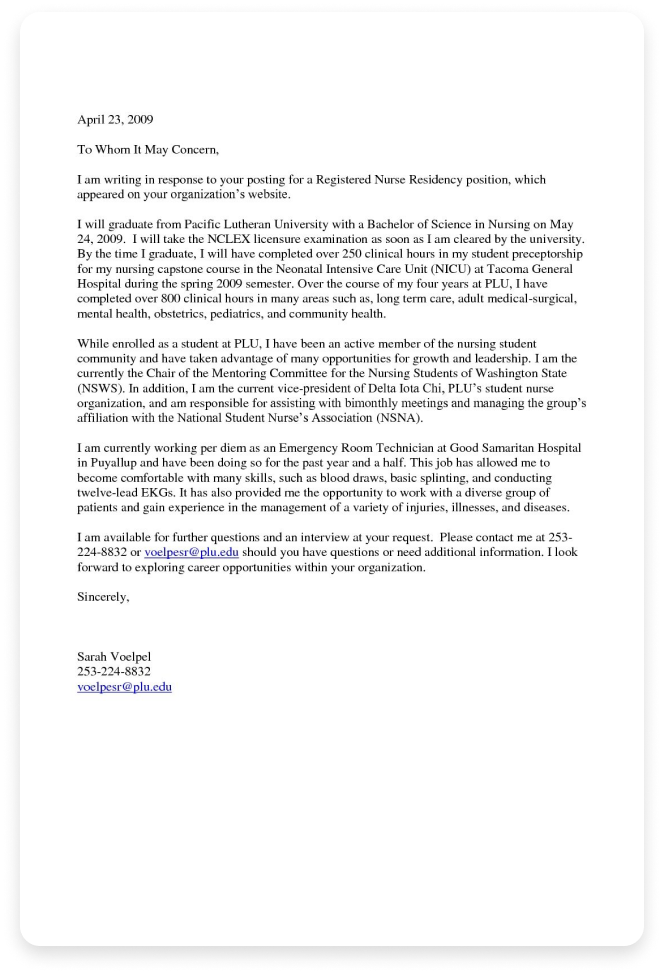 April 23, 2009
To Whom It May Concern,
I am writing in response to your posting for a Registered Nurse Residency position, which
appeared on your organization's website.
I will graduate from Pacific Lutheran University with a Bachelor of Science in Nursing on May
24, 2009.  I will take the NCLEX licensure examination as soon as I am cleared by the university.
By the time I graduate, I will have completed over 250 clinical hours in my student preceptorship
for my nursing capstone course in the Neonatal Intensive Care Unit (NICU) at Tacoma General
Hospital during the spring 2009 semester. Over the course of my four years at PLU, I have
completed over 800 clinical hours in many areas such as, long term care, adult medical-surgical,
mental health, obstetrics, pediatrics, and community health.
While enrolled as a student at PLU, I have been an active member of the nursing student
community and have taken advantage of many opportunities for growth and leadership. I am the
currently the Chair of the Mentoring Committee for the Nursing Students of Washington State
(NSWS). In addition, I am the current vice-president of Delta Iota Chi, PLU's student nurse
organization, and am responsible for assisting with bimonthly meetings and managing the group's
affiliation with the National Student Nurse's Association (NSNA).
I am currently working per diem as an Emergency Room Technician at Good Samaritan Hospital
in Puyallup and have been doing so for the past year and a half. This job has allowed me to
become comfortable with many skills, such as blood draws, basic splinting, and conducting
twelve-lead EKGs. It has also provided me the opportunity to work with a diverse group of
patients and gain experience in the management of a variety of injuries, illnesses, and diseases.
I am available for further questions and an interview at your request.  Please contact me at 253-
224-8832 or voelpesr@plu.edu should you have questions or need additional information. I look
forward to exploring career opportunities within your organization.
Sincerely,
Sarah Voelpel
253-224-8832
voelpesr@plu.edu